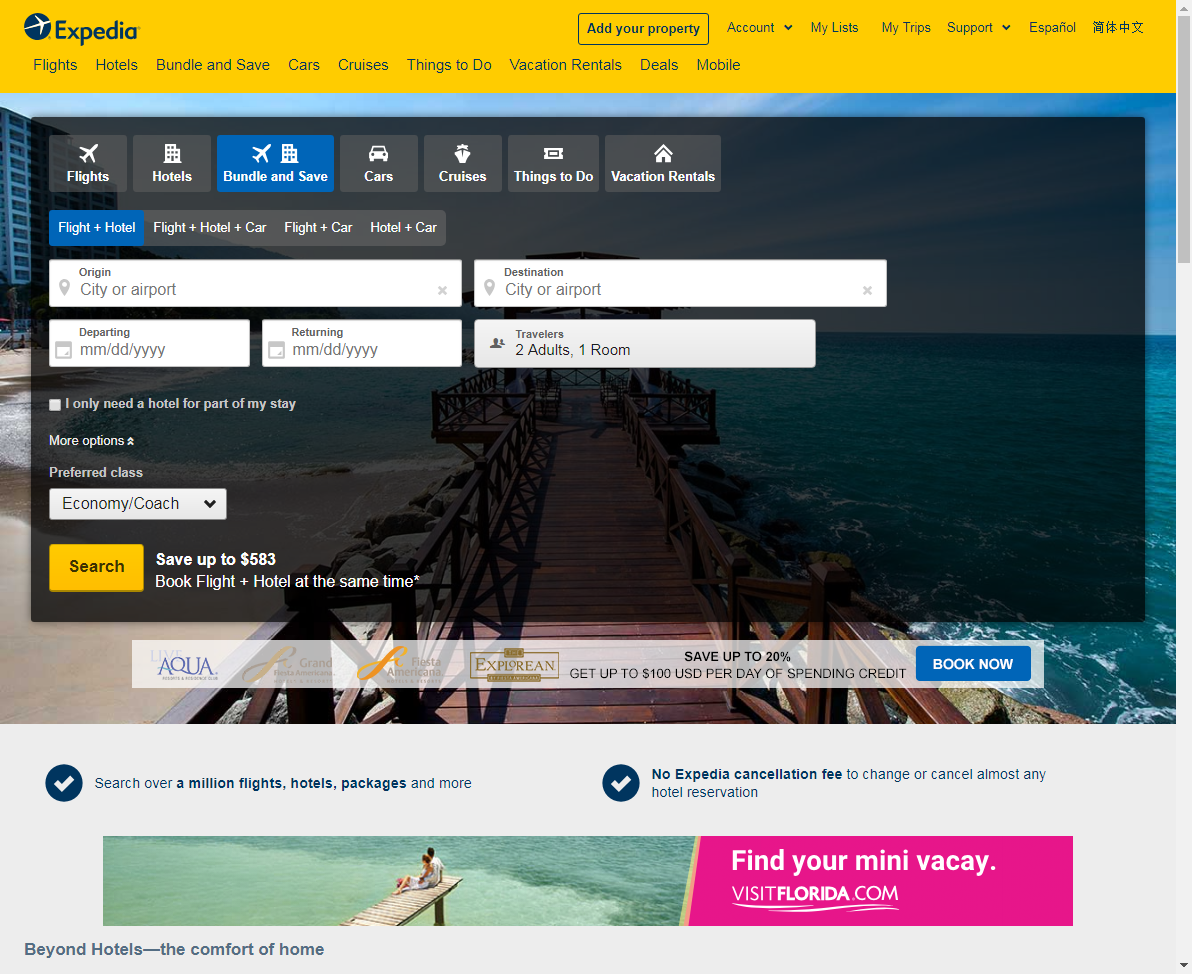 Expedia
Add your property
Account
My Lists
My Trips
Support
Español
简体中文
Flights
Hotels
Bundle and Save
Cars
Cruises
Things to Do
Vacation Rentals
Deals
Mobile
Flights
Hotels
Bundle and Save
Cars
Cruises
Things to Do
Vacation Rentals
Flight + Hotel
Flight + Hotel + Car
Flight + Car
Hotel + Car
Origin
City or airport
Destination
City or airport
Departing
mm/dd/yyyy
Returning
mm/dd/yyyy
Travelers
2 Adults, 1 Room
I only need a hotel for part of my stay
More options
Preferred class
Economy/Coach
Search
Save up to $583
Book Flight + Hotel at the same time*
LIVE
AQUA
Grand
Fiesta Americana
Fiesta
Americana
EXPLOREAN
SAVE UP TO 20%
GET UP TO $100 USD PER DAY OF SPENDING CREDIT
BOOK NOW
Search over a million flights, hotels, packages and more
No Expedia cancellation fee to change or cancel almost any
hotel reservation
Find your mini vacay.
VISITFLORIDA.COM
Beyond Hotels—the comfort of home